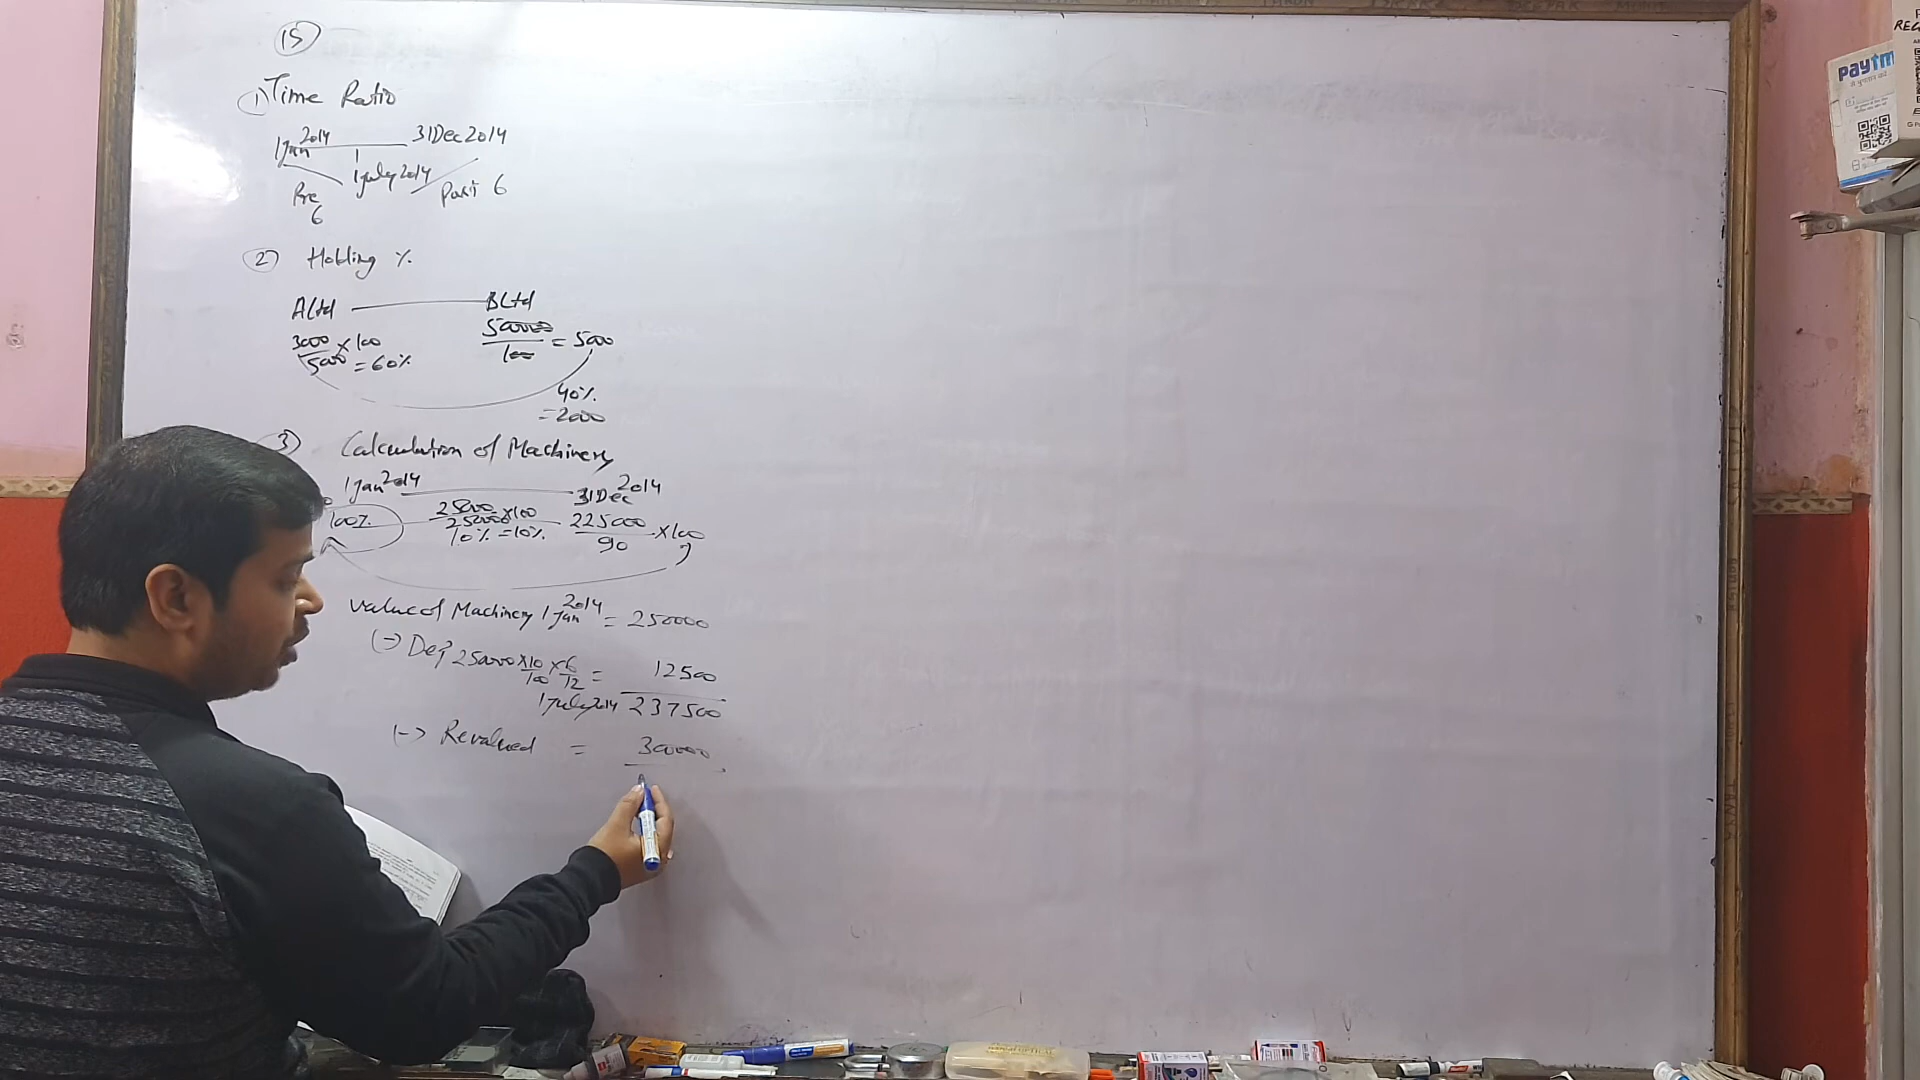 15
1) Time Ratio
1 Jan 2014 31 Dec 2014
1 July 2014
Pre Post 6
6
2) Holding %
A Ltd B Ltd
3000/5000 × 100 = 60%
500000/100 = 5000
40%
= 2000
3) Calculation of Machinery
1 Jan 2014 31 Dec 2014
100% 25000/250000 × 100 225000/90 × 100
10% = 10%
Value of Machinery 1 Jan 2014 = 250000
(-) Dep 250000 × 10/100 × 6/12 = 12500
1 July 2014 237500
(-) Revalued = 300000
Paytm